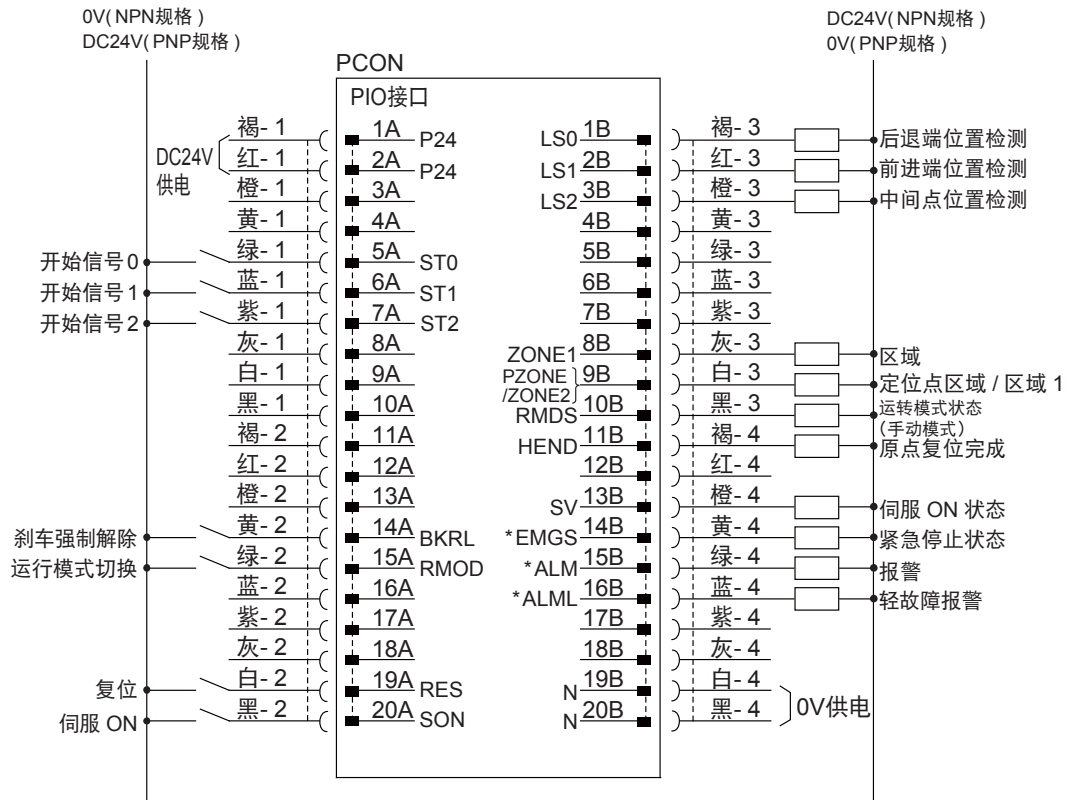 0V(NPN规格)
DC24V(PNP规格)
DC24V(NPN规格)
0V(PNP规格)
PCON
PIO接口
DC24V
供电
褐- 1 1A P24 LS0 1B 褐- 3 后退端位置检测
红- 1 2A P24 LS1 2B 红- 3 前进端位置检测
橙- 1 3A LS2 3B 橙- 3 中间点位置检测
黄- 1 4A 4B 黄- 3
开始信号0 绿- 1 5A ST0 5B 绿- 3
开始信号1 蓝- 1 6A ST1 6B 蓝- 3
开始信号2 紫- 1 7A ST2 7B 紫- 3
灰- 1 8A ZONE1 8B 灰- 3 区域
白- 1 9A PZONE 9B 白- 3 定位点区域 / 区域 1
/ZONE2
黑- 1 10A RMDS 10B 黑- 3 运转模式状态
(手动模式)
褐- 2 11A HEND 11B 褐- 4 原点复位完成
红- 2 12A 12B 红- 4
橙- 2 13A SV 13B 橙- 4 伺服 ON 状态
刹车强制解除 黄- 2 14A BKRL *EMGS 14B 黄- 4 紧急停止状态
运行模式切换 绿- 2 15A RMOD *ALM 15B 绿- 4 报警
蓝- 2 16A *ALML 16B 蓝- 4 轻故障报警
紫- 2 17A 17B 紫- 4
灰- 2 18A 18B 灰- 4
复位 白- 2 19A RES N 19B 白- 4
伺服 ON 黑- 2 20A SON N 20B 黑- 4
0V供电